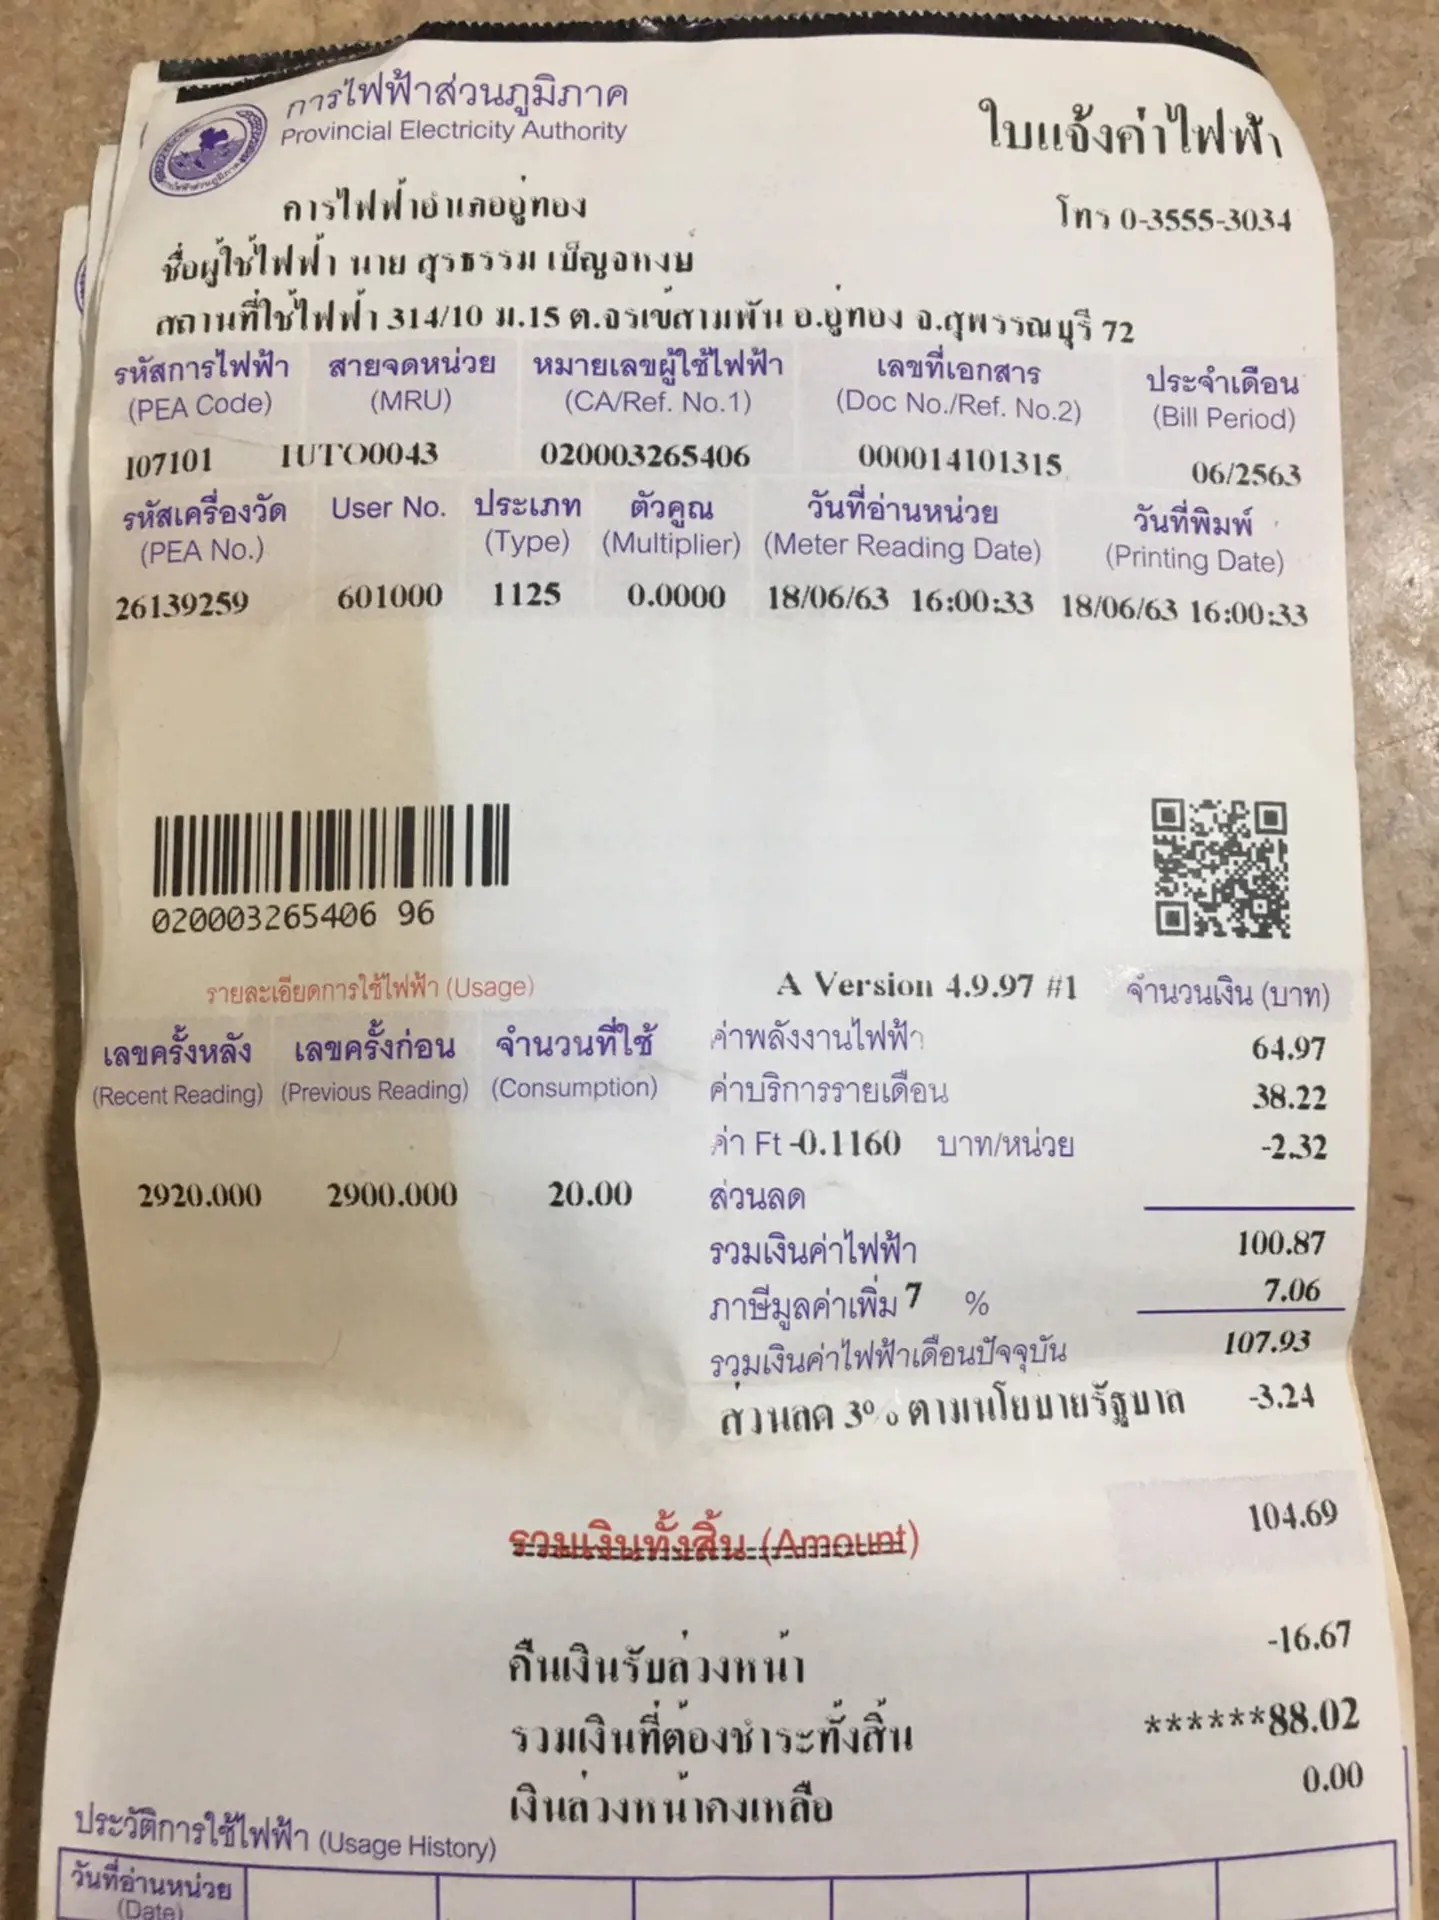 การไฟฟ้าส่วนภูมิภาค
Provincial Electricity Authority
ใบแจ้งค่าไฟฟ้า
การไฟฟ้าอำเภออู่ทอง
โทร 0-3555-3034
ชื่อผู้ใช้ไฟฟ้า นาย สุรธรรม
สถานที่ใช้ไฟฟ้า 314/10 ม.15 ต.จรเข้สามพัน อ.อู่ทอง จ.สุพรรณบุรี 72
รหัสการไฟฟ้า สายจดหน่วย หมายเลขผู้ใช้ไฟฟ้า เลขที่เอกสาร ประจำเดือน
(PEA Code) (MRU) (CA/Ref. No.1) (Doc No./Ref. No.2) (Bill Period)
107101 IUTO0043 020003265406 000014101315 06/2563
รหัสเครื่องวัด User No. ประเภท ตัวคูณ วันที่อ่านหน่วย วันที่พิมพ์
(PEA No.) (Type) (Multiplier) (Meter Reading Date) (Printing Date)
26139259 601000 1125 0.0000 18/06/63 16:00:33 18/06/63 16:00:33
020003265406 96
รายละเอียดการใช้ไฟฟ้า (Usage)
A Version 4.9.97 #1 จำนวนเงิน (บาท)
เลขครั้งหลัง เลขครั้งก่อน จำนวนที่ใช้
(Recent Reading) (Previous Reading) (Consumption)
2920.000 2900.000 20.00
ค่าพลังงานไฟฟ้า 64.97
ค่าบริการรายเดือน 38.22
ค่า Ft -0.1160 บาท/หน่วย -2.32
ส่วนลด
รวมเงินค่าไฟฟ้า 100.87
ภาษีมูลค่าเพิ่ม 7 % 7.06
รวมเงินค่าไฟฟ้าเดือนปัจจุบัน 107.93
ส่วนลด 3% ตามนโยบายรัฐบาล -3.24
รวมเงินทั้งสิ้น (Amount) 104.69
คืนเงินรับล่วงหน้า -16.67
รวมเงินที่ต้องชำระทั้งสิ้น ******88.02
เงินล่วงหน้าคงเหลือ 0.00
ประวัติการใช้ไฟฟ้า (Usage History)
วันที่อ่านหน่วย
(Date)